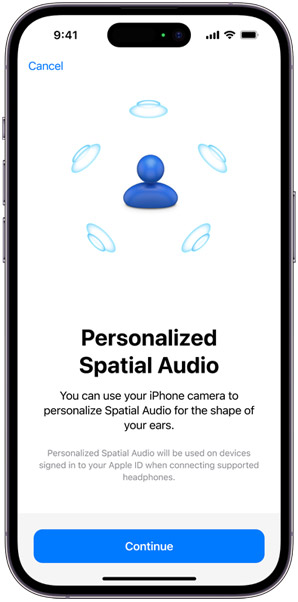 9:41
Cancel
Personalized
Spatial Audio
You can use your iPhone camera to
personalize Spatial Audio for the shape of
your ears.
Personalized Spatial Audio will be used on devices
signed in to your Apple ID when connecting supported
headphones.
Continue